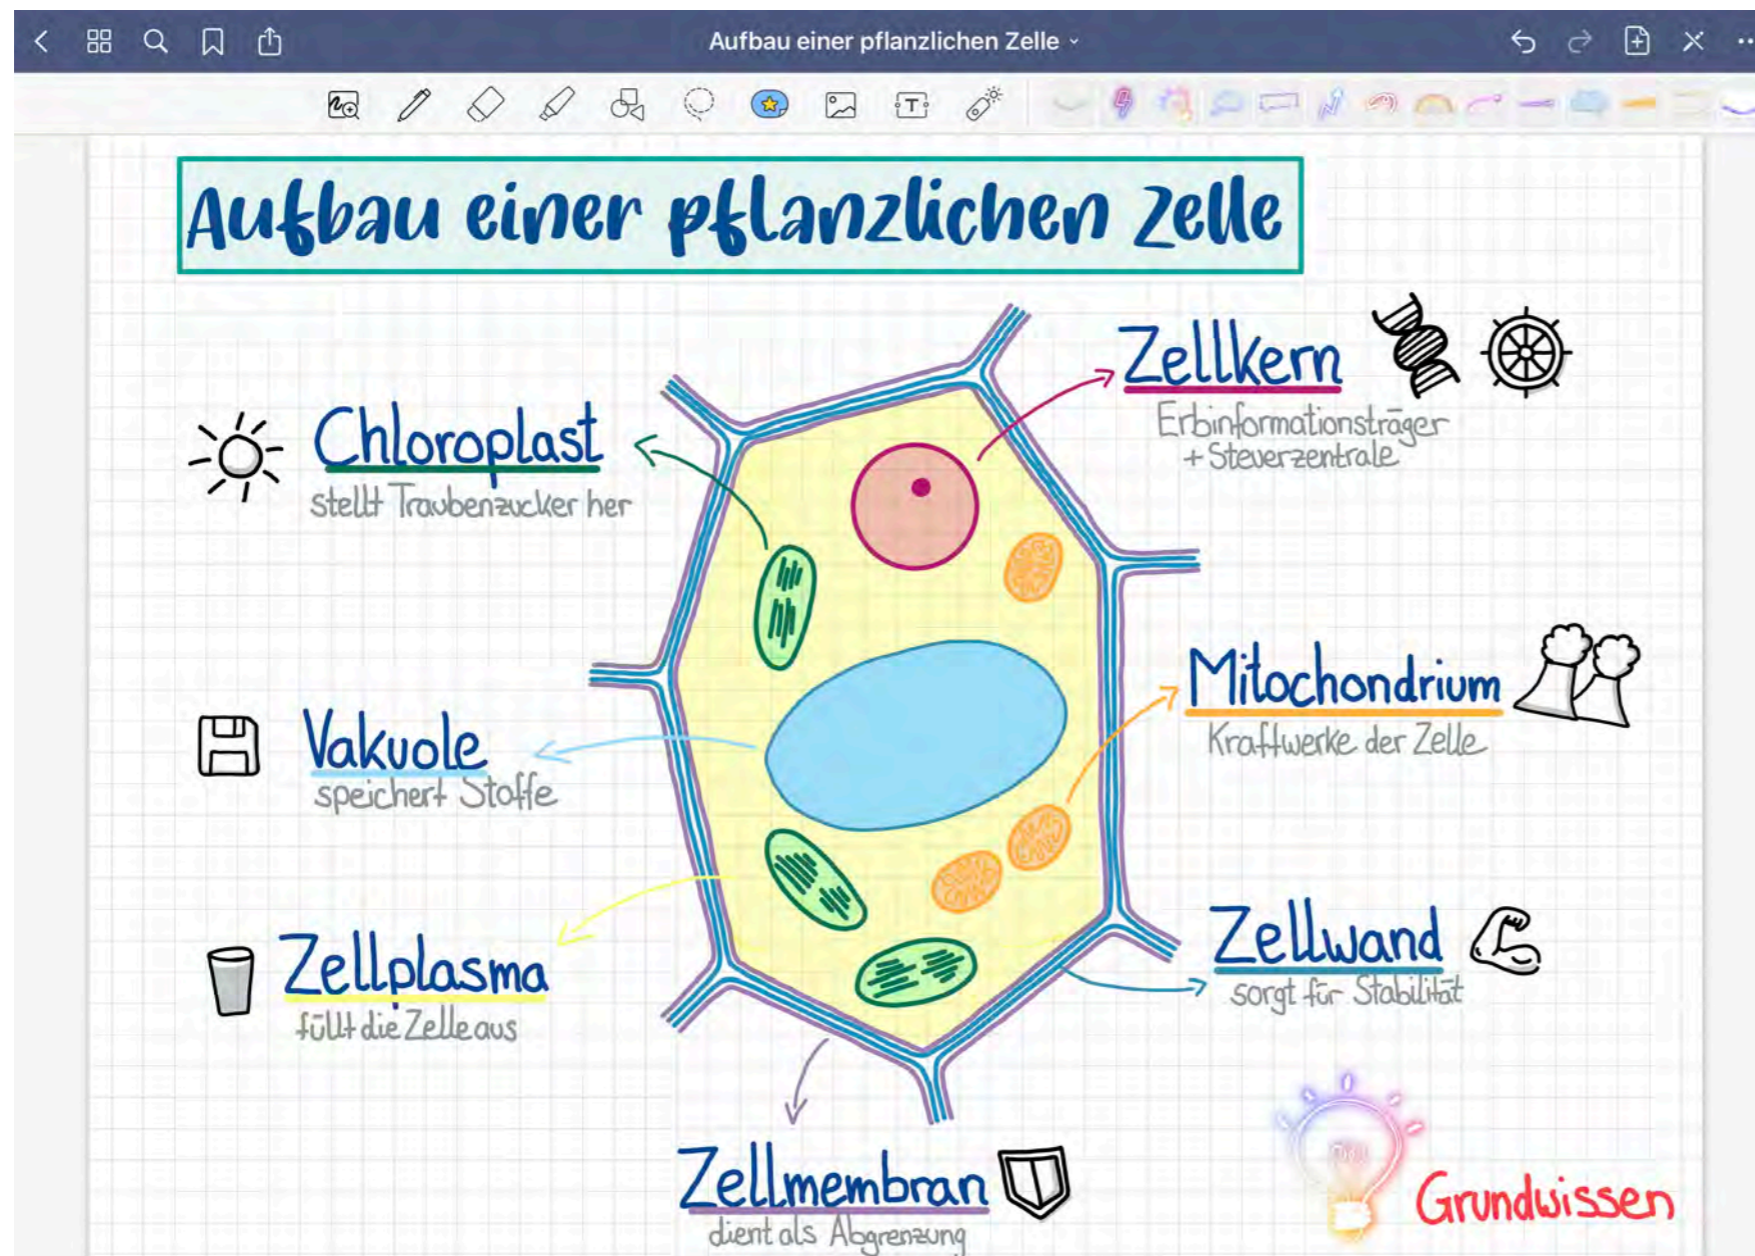 Aufbau einer pflanzlichen Zelle
Aufbau einer pflanzlichen Zelle
Zellkern
Erbinformationsträger
+ Steuerzentrale
Chloroplast
stellt Traubenzucker her
Mitochondrium
Kraftwerke der Zelle
Vakuole
speichert Stoffe
Zellwand
sorgt für Stabilität
Zellplasma
füllt die Zelle aus
Zellmembran
dient als Abgrenzung
Grundwissen